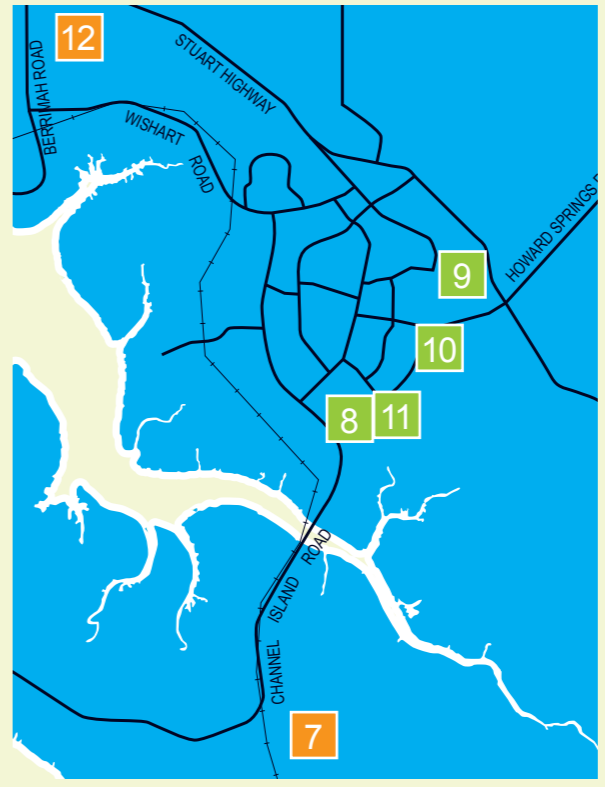 12
BERRIMAH ROAD
STUART HIGHWAY
WISHART
ROAD
HOWARD SPRINGS
9
10
8
11
ROAD
ISLAND
CHANNEL
7